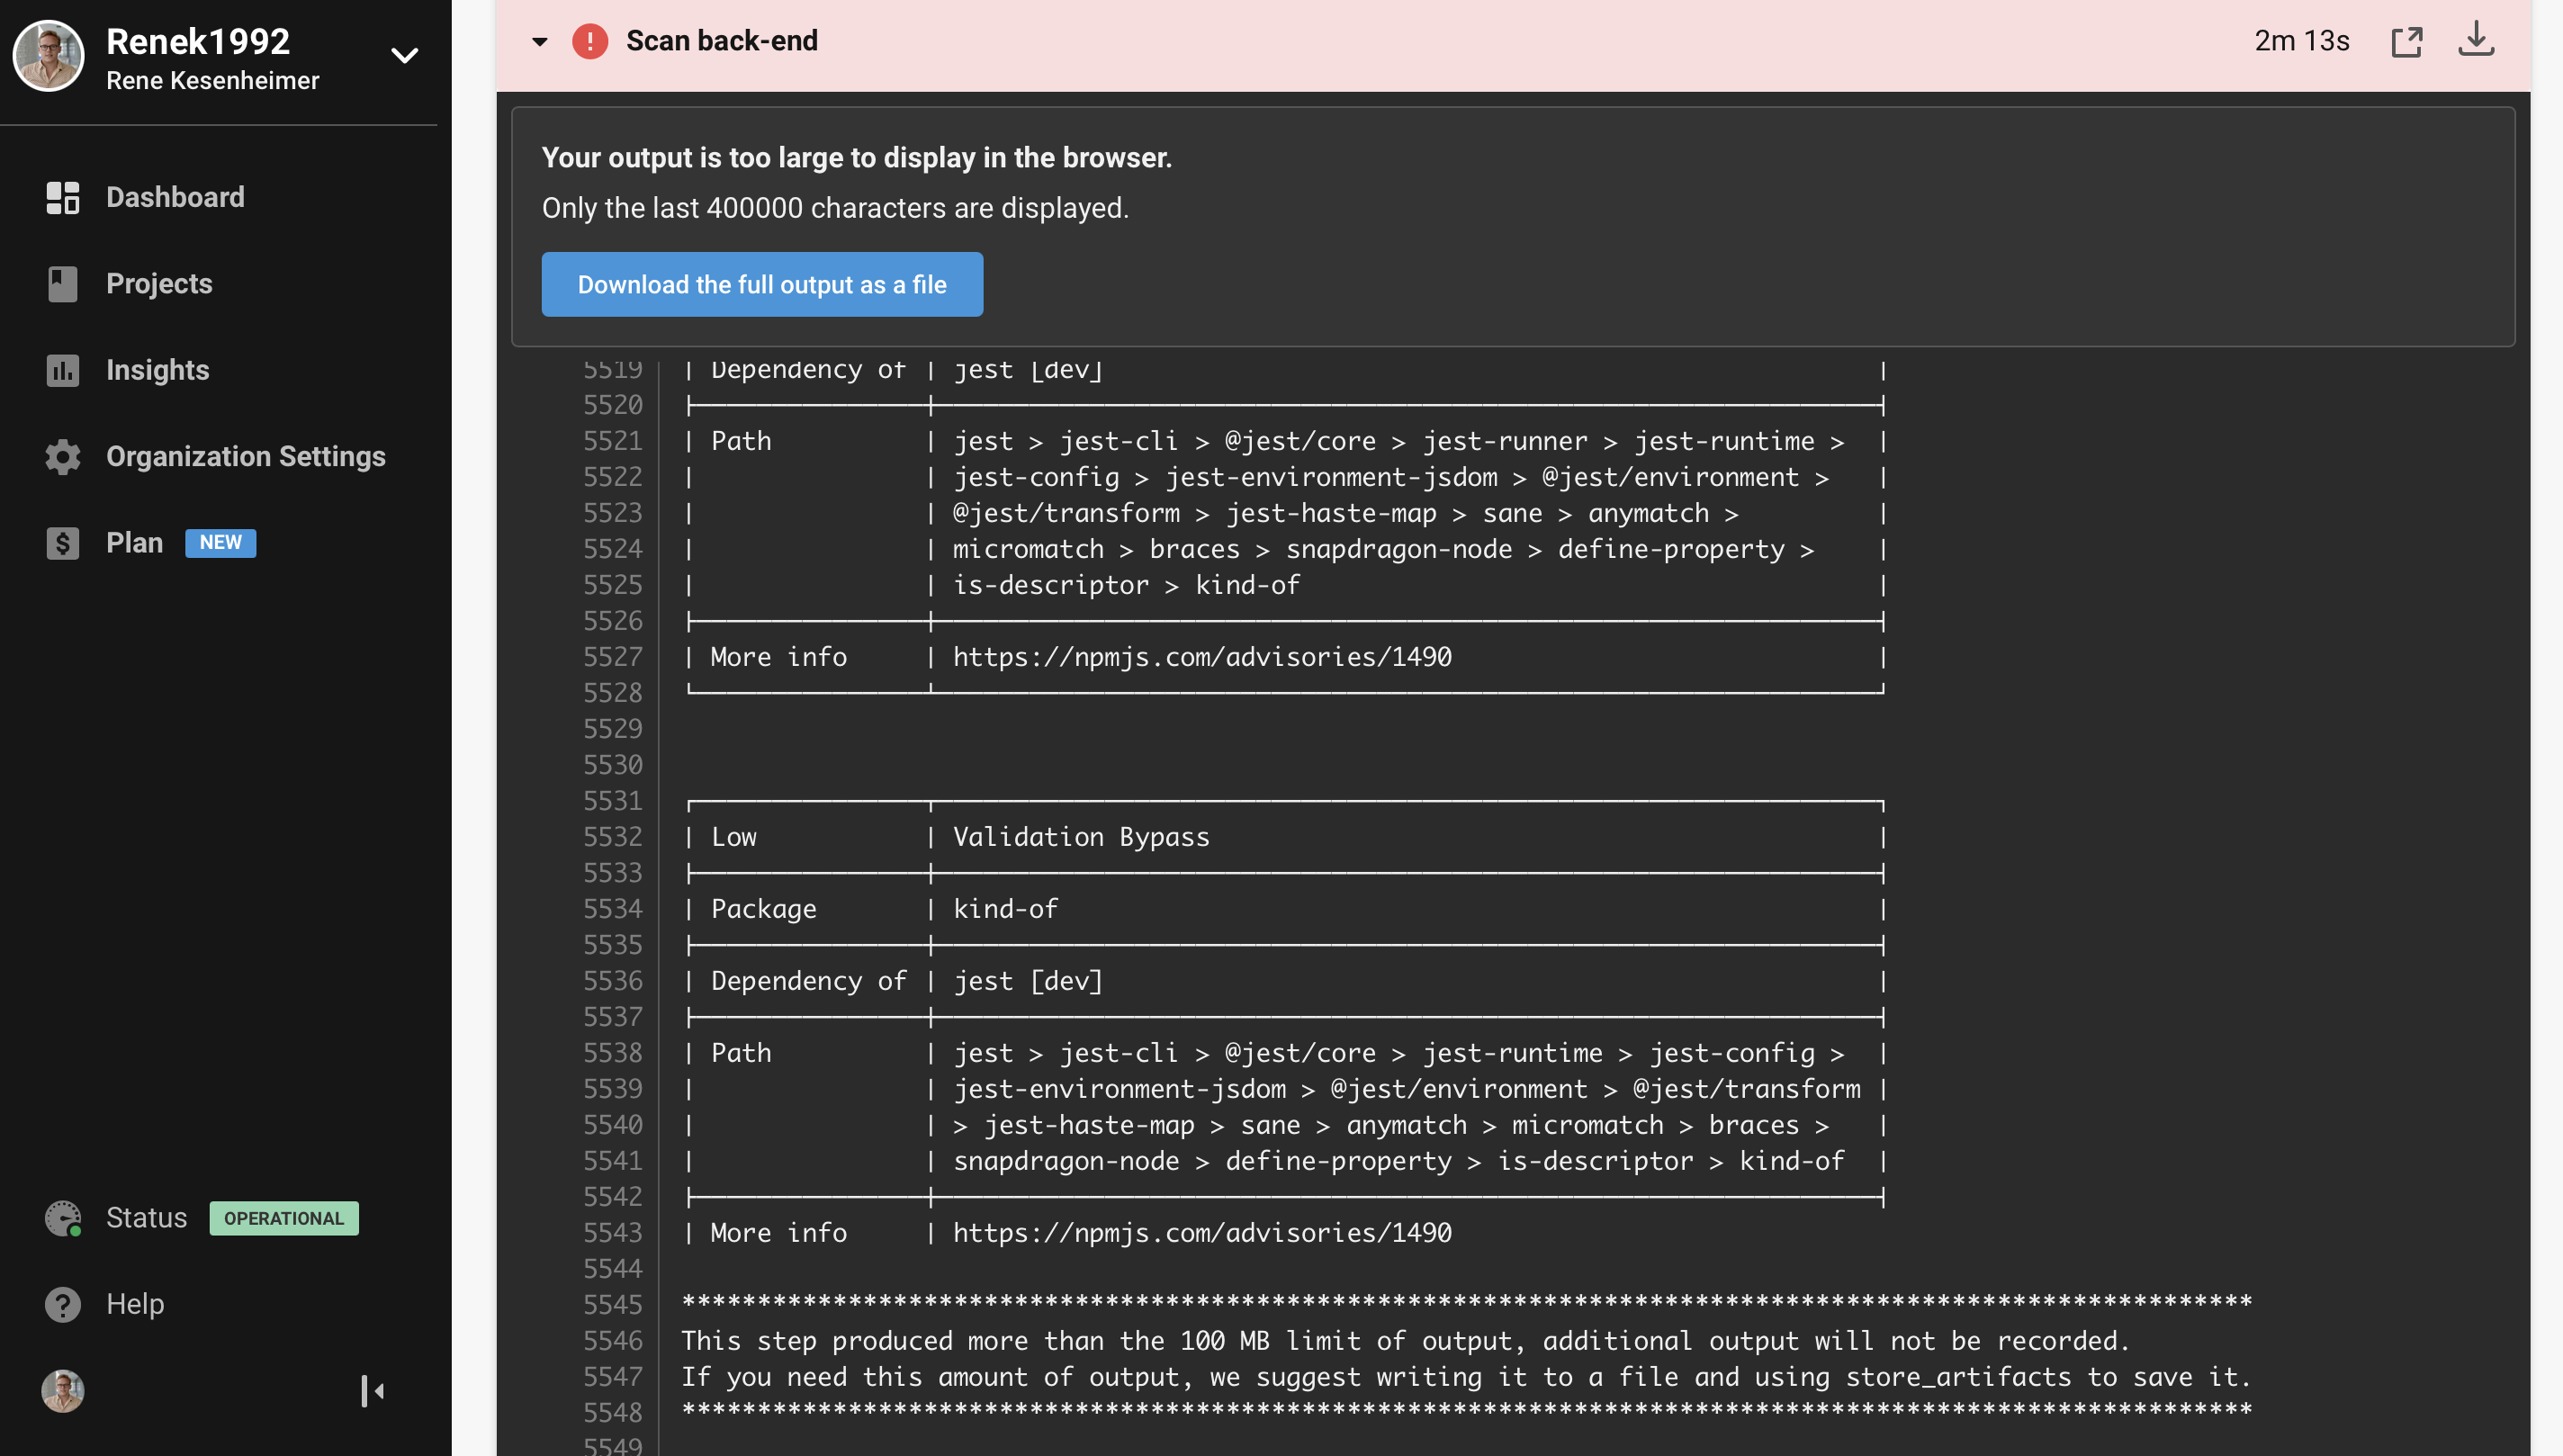 Renek1992
Rene Kesenheimer
Dashboard
Projects
Insights
Organization Settings
Plan NEW
Status OPERATIONAL
Help
Scan back-end
2m 13s
Your output is too large to display in the browser.
Only the last 400000 characters are displayed.
Download the full output as a file
5519 | Dependency of | jest [dev] |
5520
5521 | Path | jest > jest-cli > @jest/core > jest-runner > jest-runtime > |
5522 | | jest-config > jest-environment-jsdom > @jest/environment > |
5523 | | @jest/transform > jest-haste-map > sane > anymatch > |
5524 | | micromatch > braces > snapdragon-node > define-property > |
5525 | | is-descriptor > kind-of |
5526
5527 | More info | https://npmjs.com/advisories/1490 |
5528
5529
5530
5531
5532 | Low | Validation Bypass |
5533
5534 | Package | kind-of |
5535
5536 | Dependency of | jest [dev] |
5537
5538 | Path | jest > jest-cli > @jest/core > jest-runtime > jest-config > |
5539 | | jest-environment-jsdom > @jest/environment > @jest/transform |
5540 | | > jest-haste-map > sane > anymatch > micromatch > braces > |
5541 | | snapdragon-node > define-property > is-descriptor > kind-of |
5542
5543 | More info | https://npmjs.com/advisories/1490
5544
5545 ********************************************************************************************************
5546 This step produced more than the 100 MB limit of output, additional output will not be recorded.
5547 If you need this amount of output, we suggest writing it to a file and using store_artifacts to save it.
5548 ********************************************************************************************************
5549